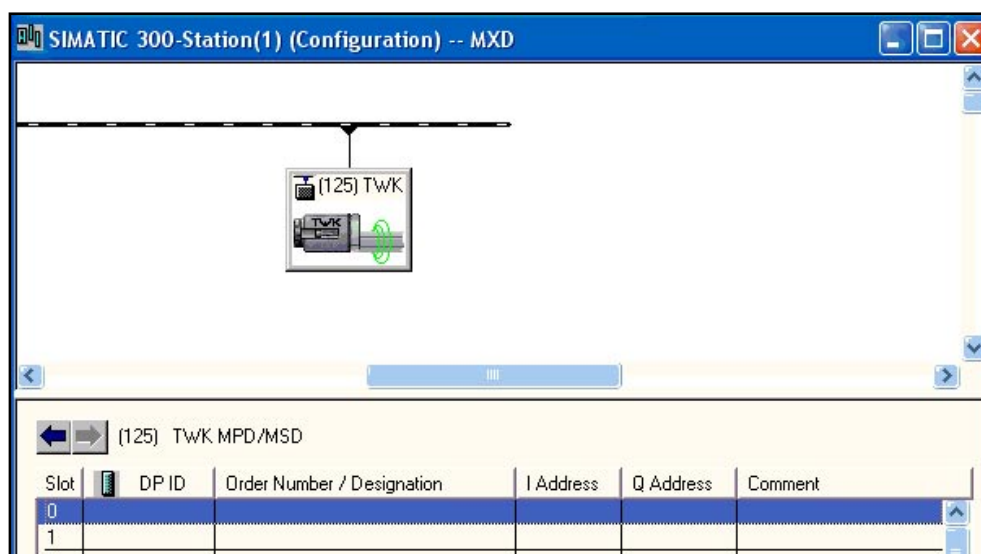 SIMATIC 300-Station(1) (Configuration) -- MXD
(125) TWK
TWK
(125) TWK MPD/MSD
Slot DP ID Order Number / Designation I Address Q Address Comment
0
1